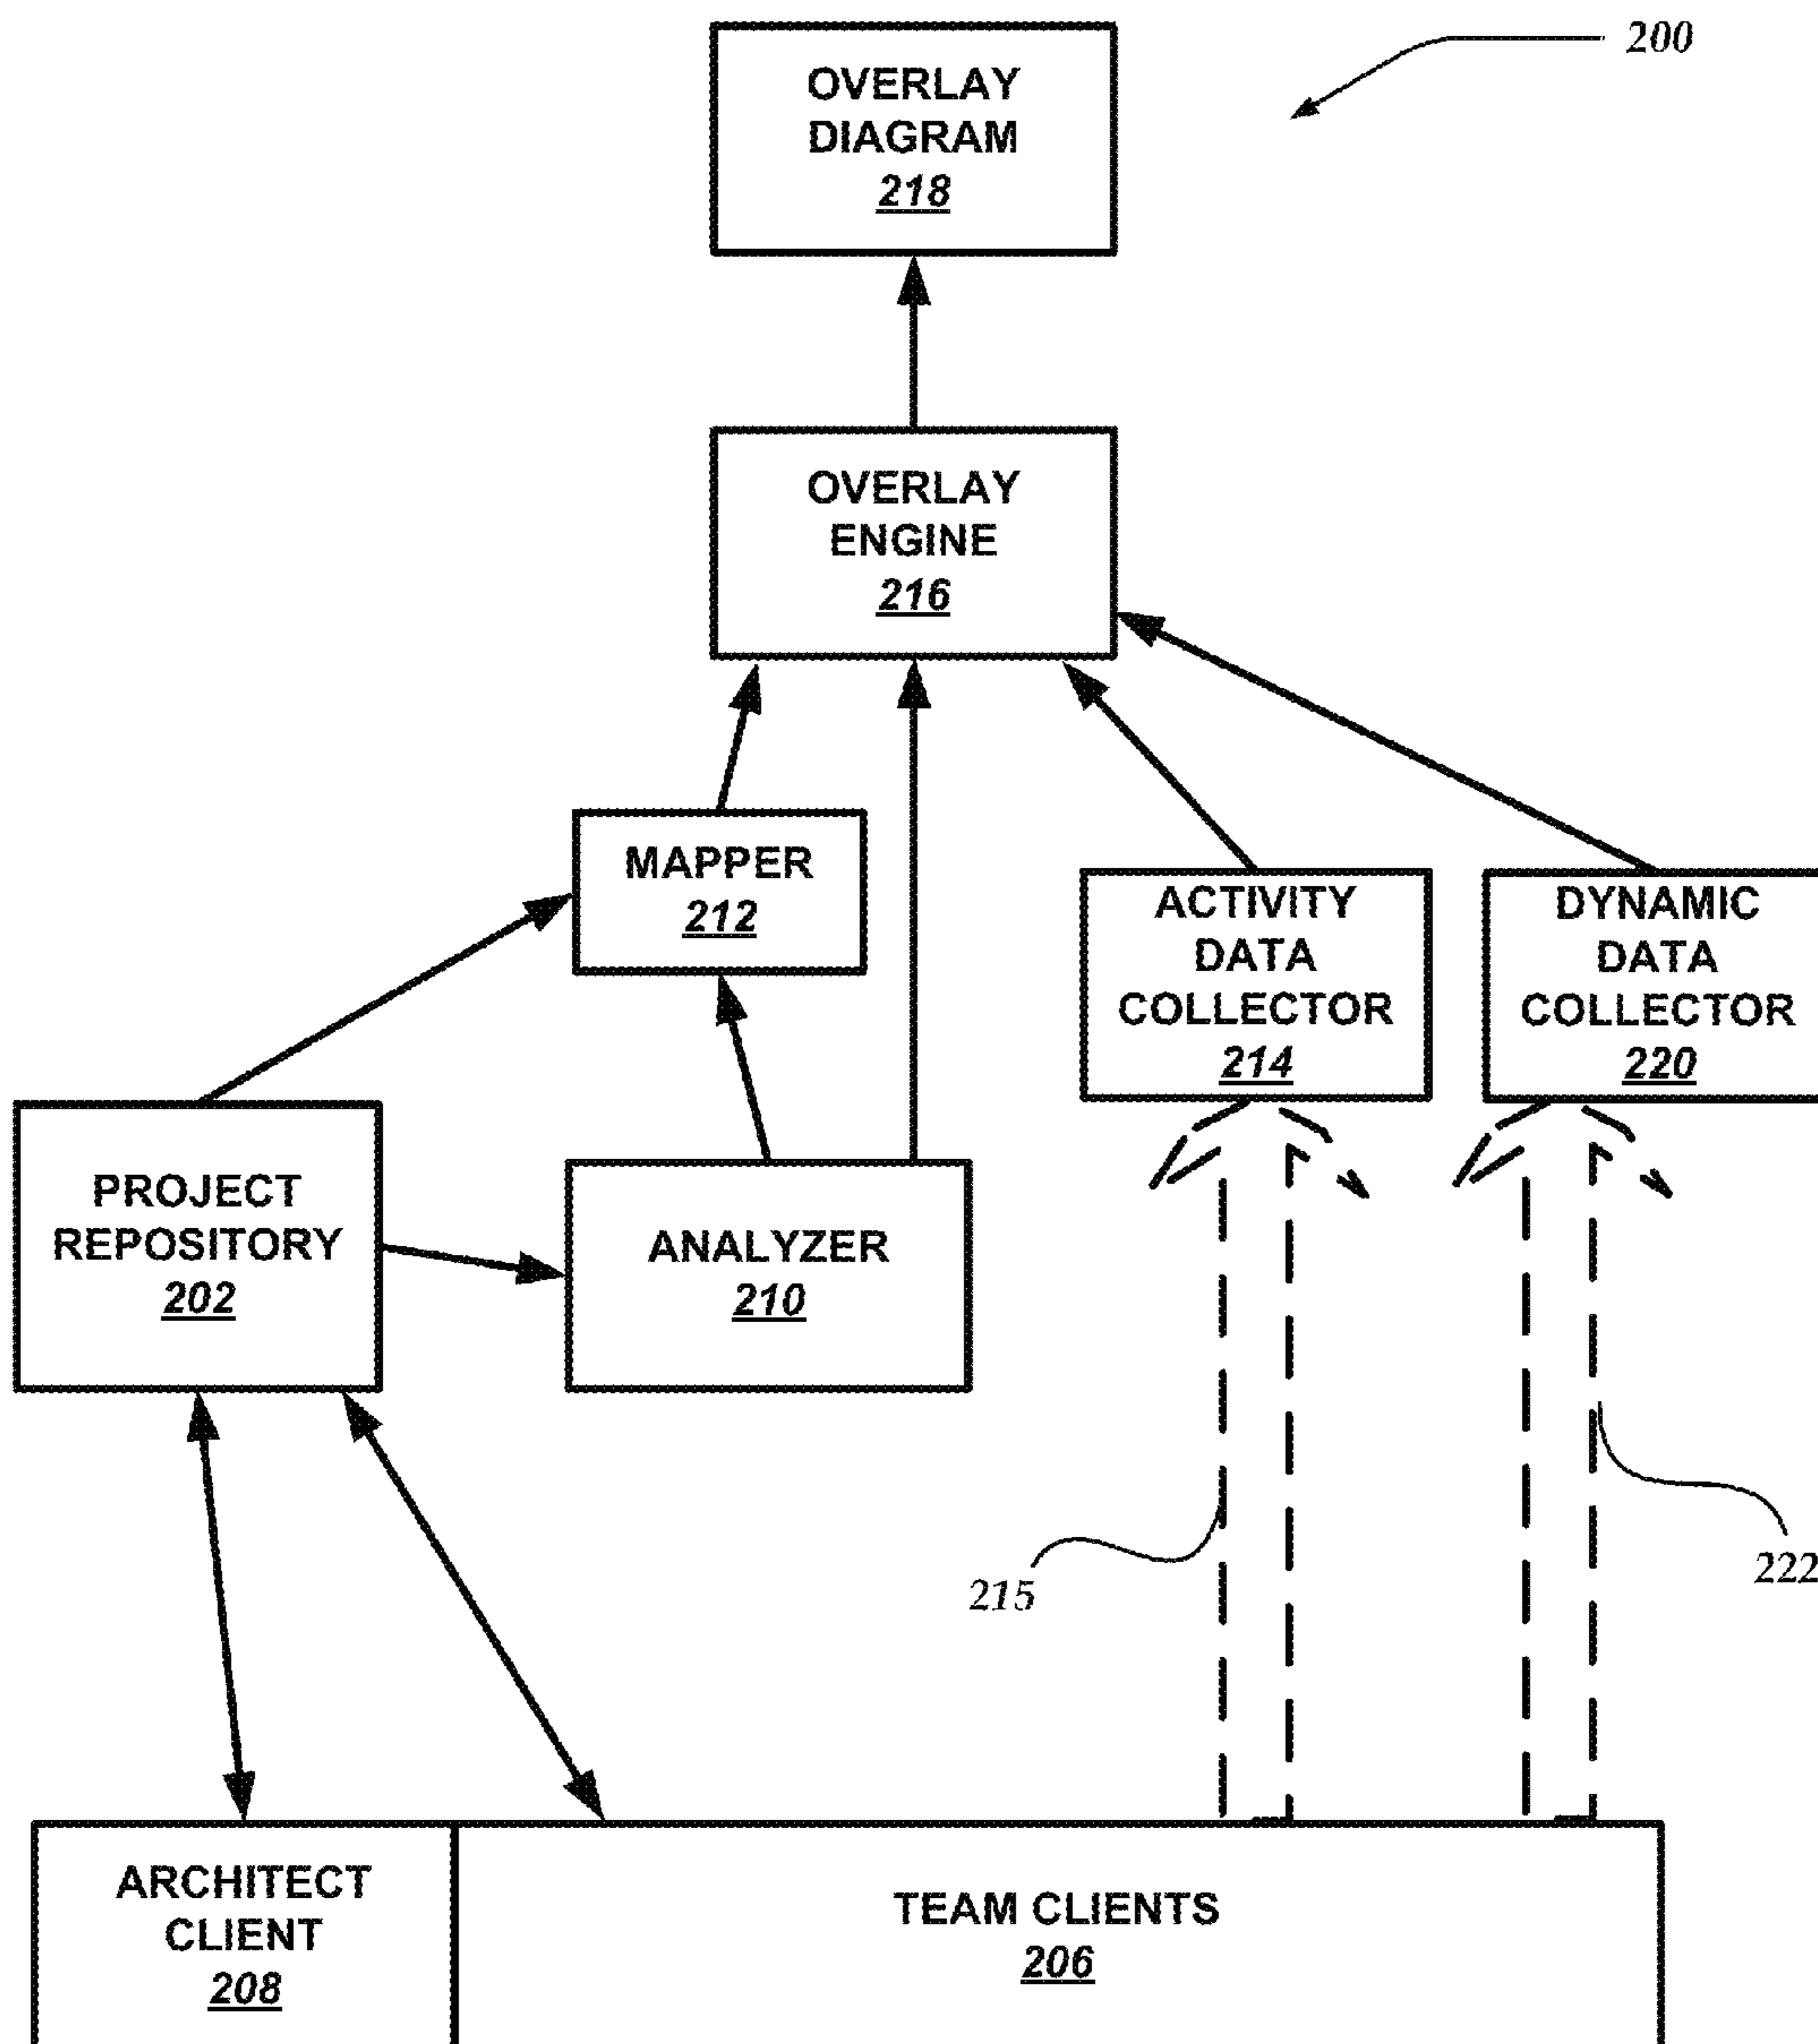 200
OVERLAY
DIAGRAM
218
OVERLAY
ENGINE
216
MAPPER
212
ACTIVITY
DATA
COLLECTOR
214
DYNAMIC
DATA
COLLECTOR
220
PROJECT
REPOSITORY
202
ANALYZER
210
215
222
ARCHITECT
CLIENT
208
TEAM CLIENTS
206